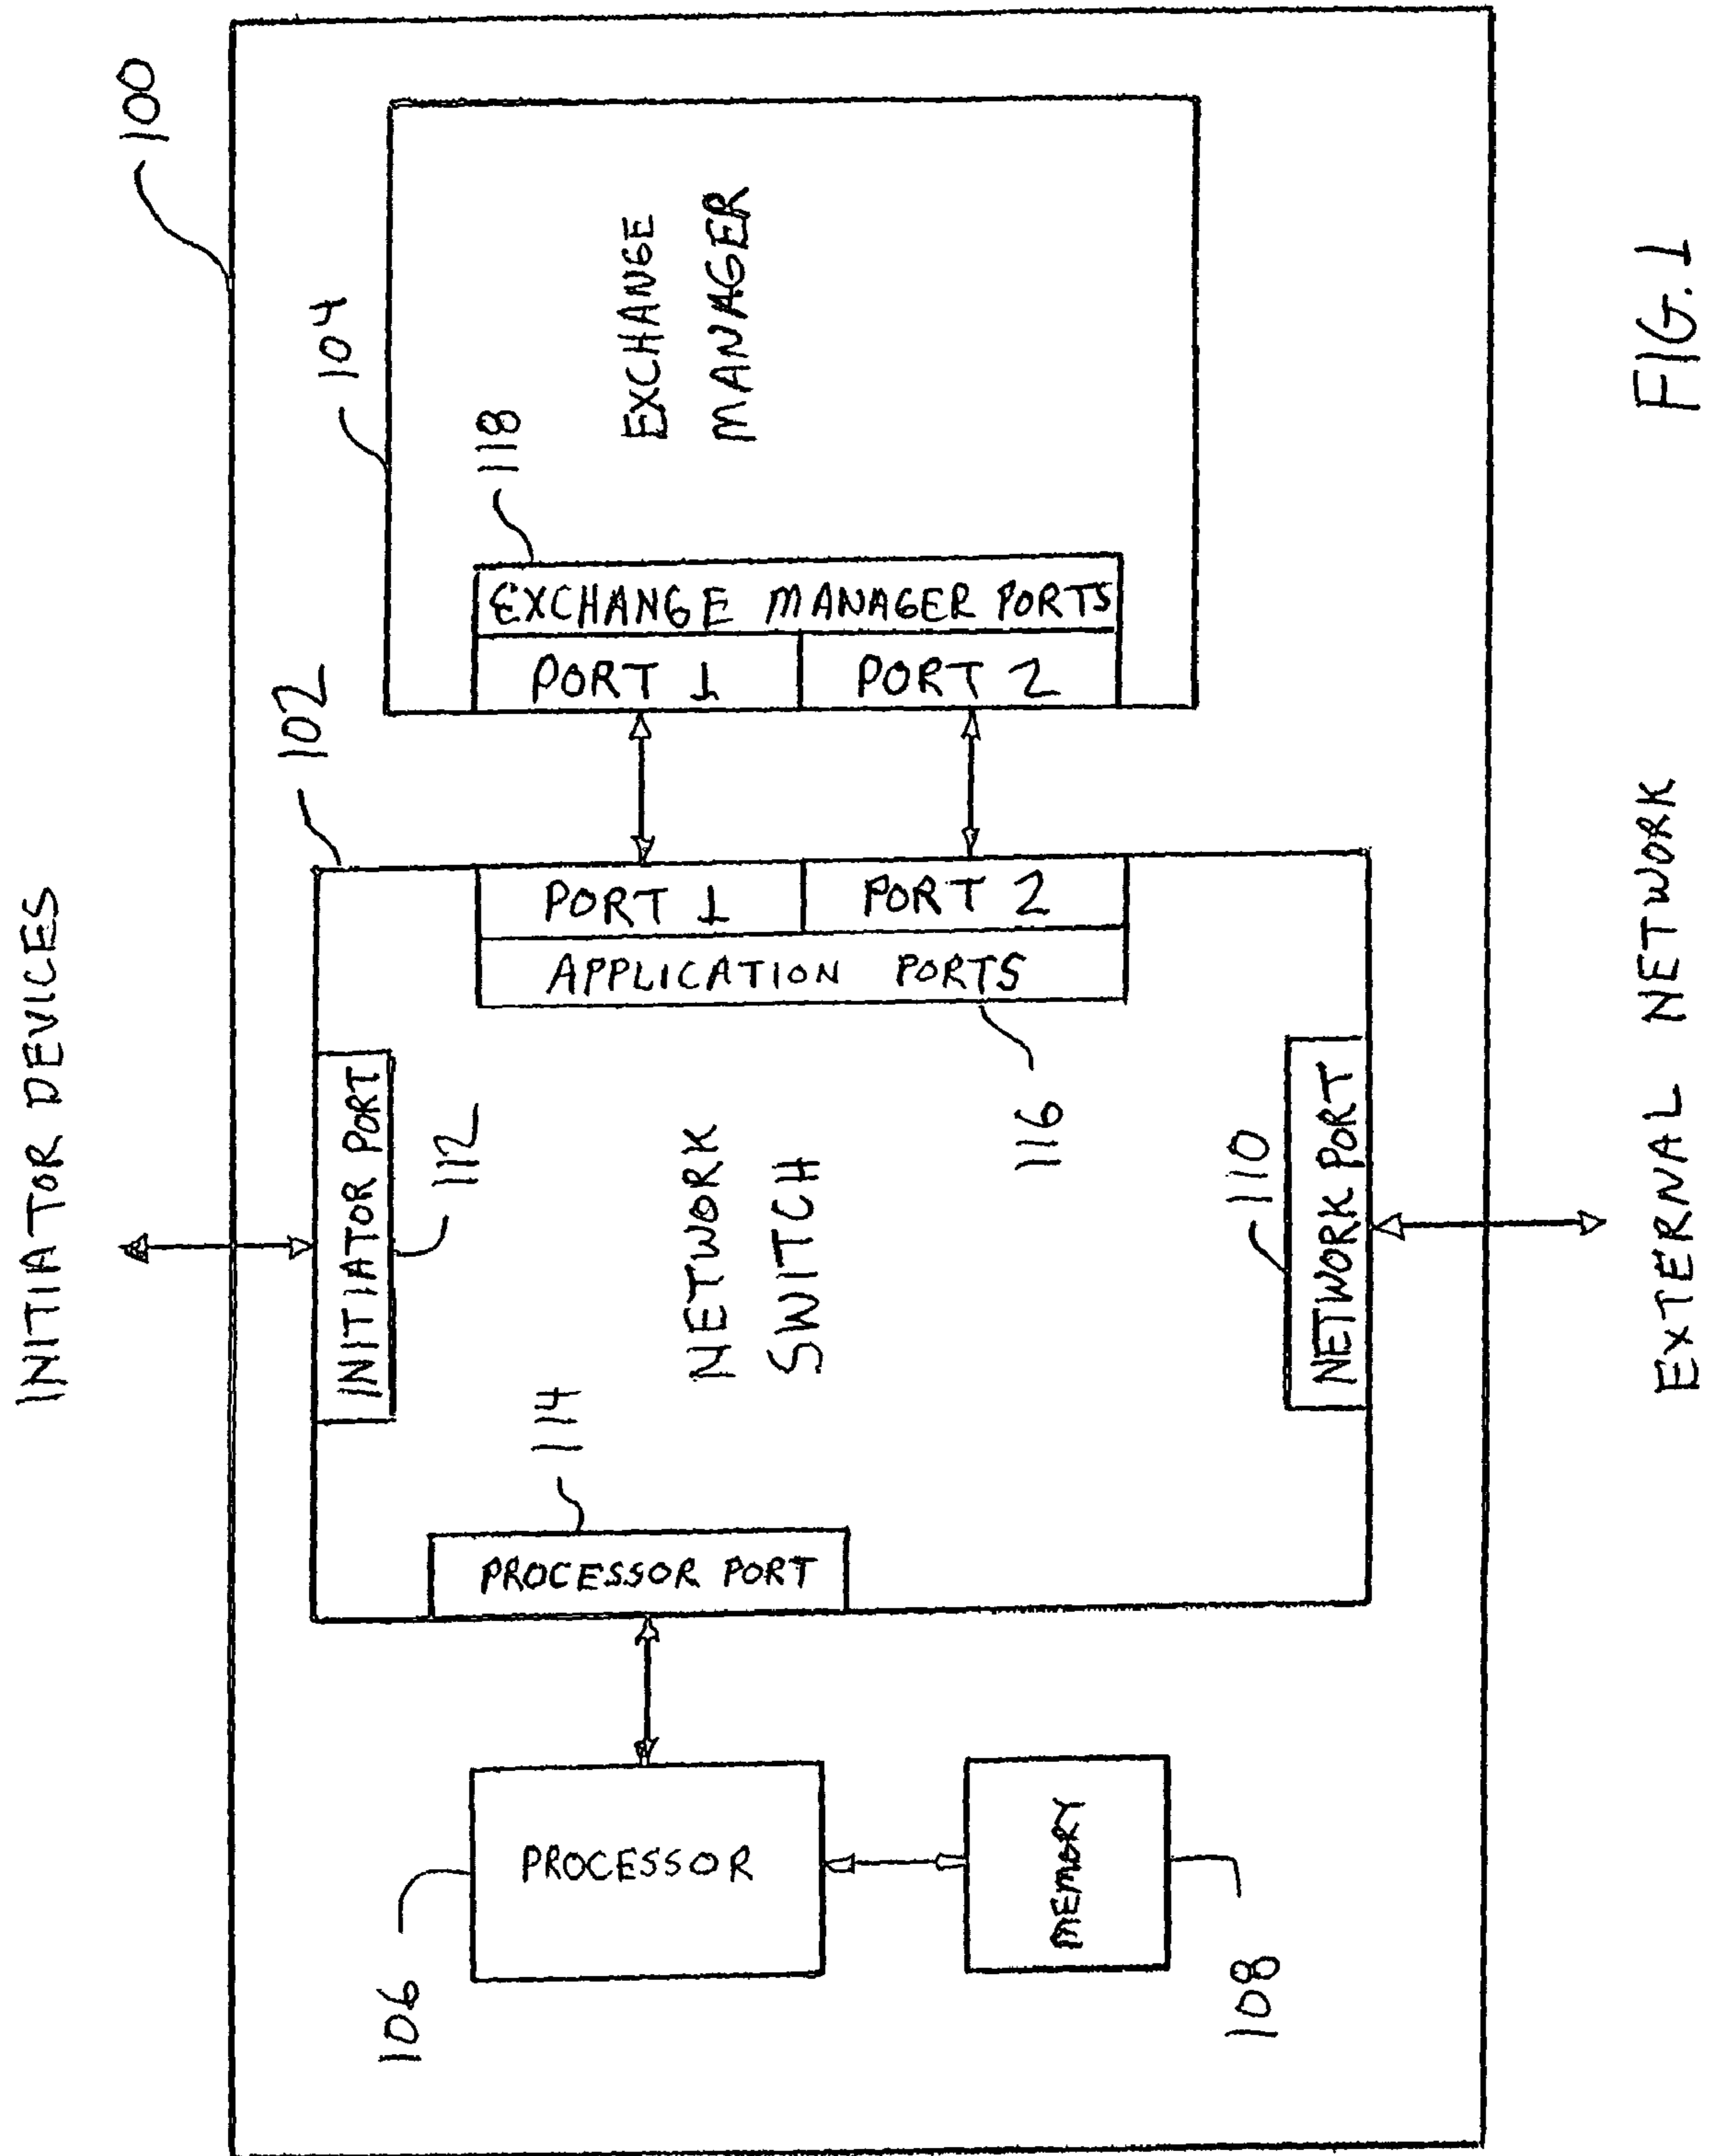 INITIATOR DEVICES
100
104
102
118
EXCHANGE
MANAGER
EXCHANGE MANAGER PORTS
PORT 1
PORT 2
PORT 1
PORT 2
APPLICATION PORTS
116
INITIATOR PORT
112
NETWORK
SWITCH
110
NETWORK PORT
114
PROCESSOR PORT
106
PROCESSOR
MEMORY
108
EXTERNAL NETWORK
FIG. 1